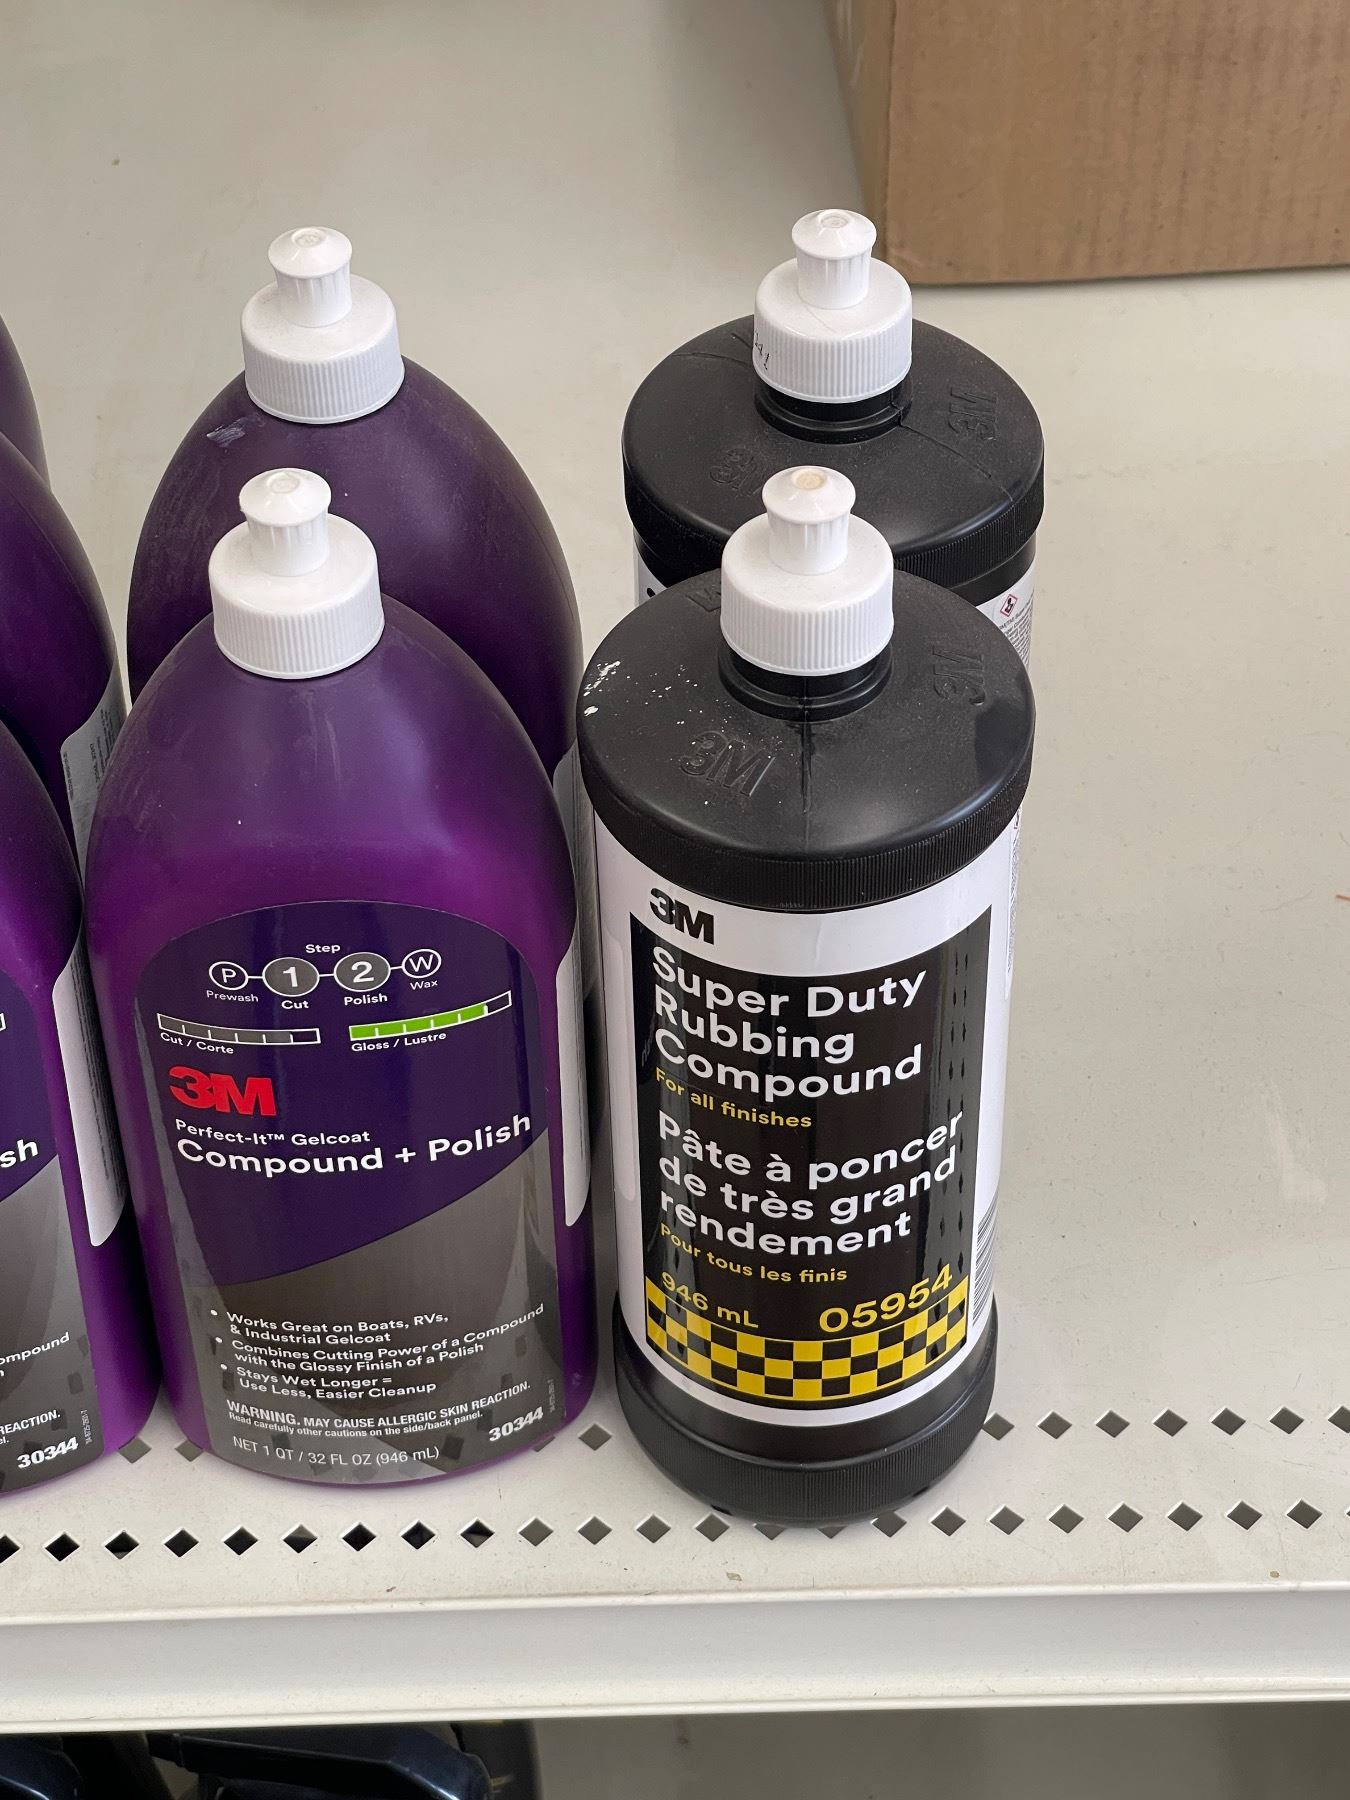 Step
P 1 2 W
Prewash Cut Polish Wax
Cut / Corte
Gloss / Lustre
3M
Perfect-It™ Gelcoat
Compound + Polish
• Works Great on Boats, RVs,
& Industrial Gelcoat
• Combines Cutting Power of a Compound
with the Glossy Finish of a Polish
• Stays Wet Longer =
Use Less, Easier Cleanup
WARNING. MAY CAUSE ALLERGIC SKIN REACTION.
Read carefully other cautions on the side/back panel.
NET 1 QT / 32 FL OZ (946 mL)
30344
sh
ompound
REACTION.
el.
30344
3M
3M
3M
3M
3M
Super Duty
Rubbing
Compound
For all finishes
Pâte à poncer
de très grand
rendement
Pour tous les finis
946 mL
05954